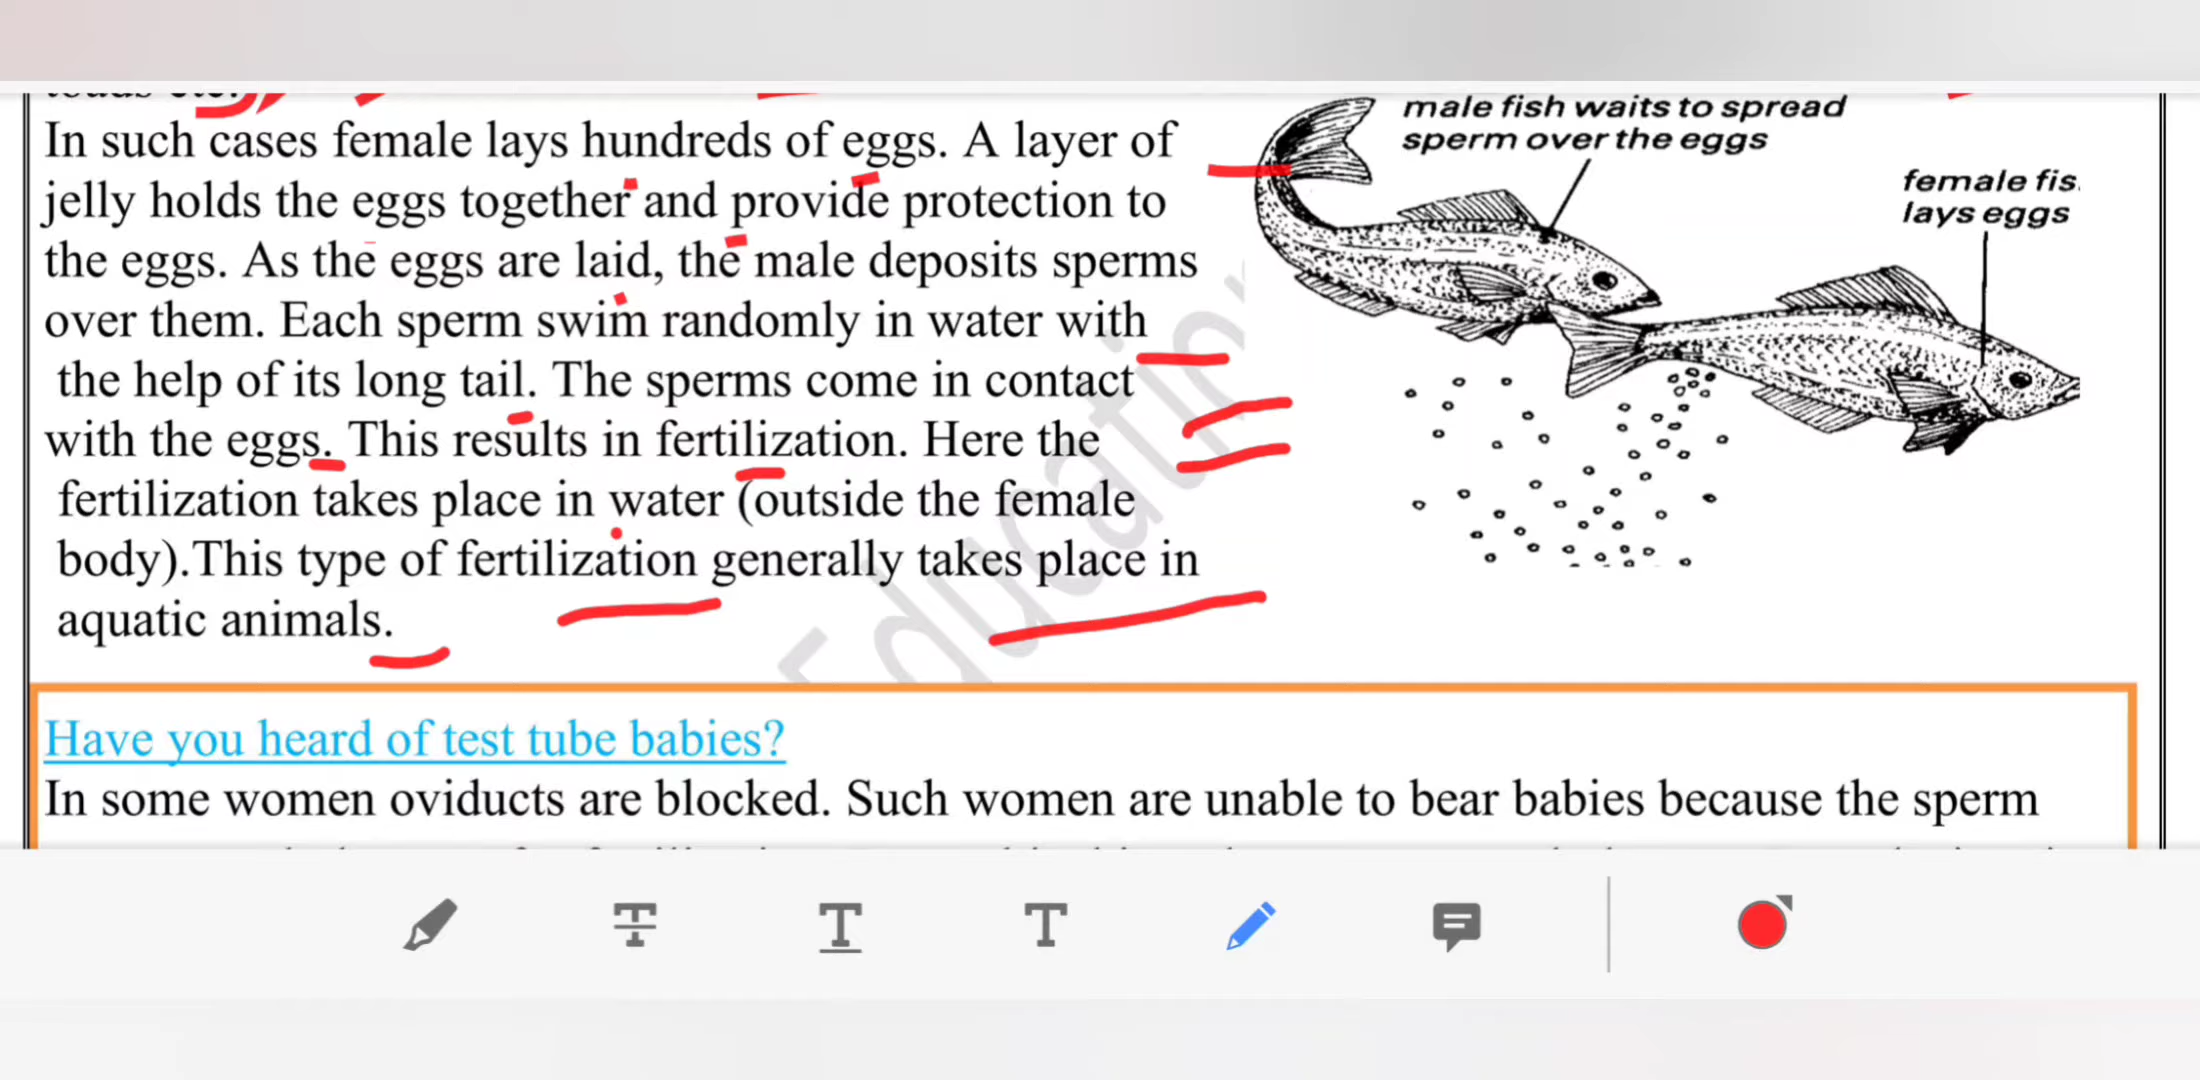 In such cases female lays hundreds of eggs. A layer of
jelly holds the eggs together and provide protection to
the eggs. As the eggs are laid, the male deposits sperms
over them. Each sperm swim randomly in water with
the help of its long tail. The sperms come in contact
with the eggs. This results in fertilization. Here the
fertilization takes place in water (outside the female
body).This type of fertilization generally takes place in
aquatic animals.
male fish waits to spread
sperm over the eggs
female fis
lays eggs
Have you heard of test tube babies?
In some women oviducts are blocked. Such women are unable to bear babies because the sperm